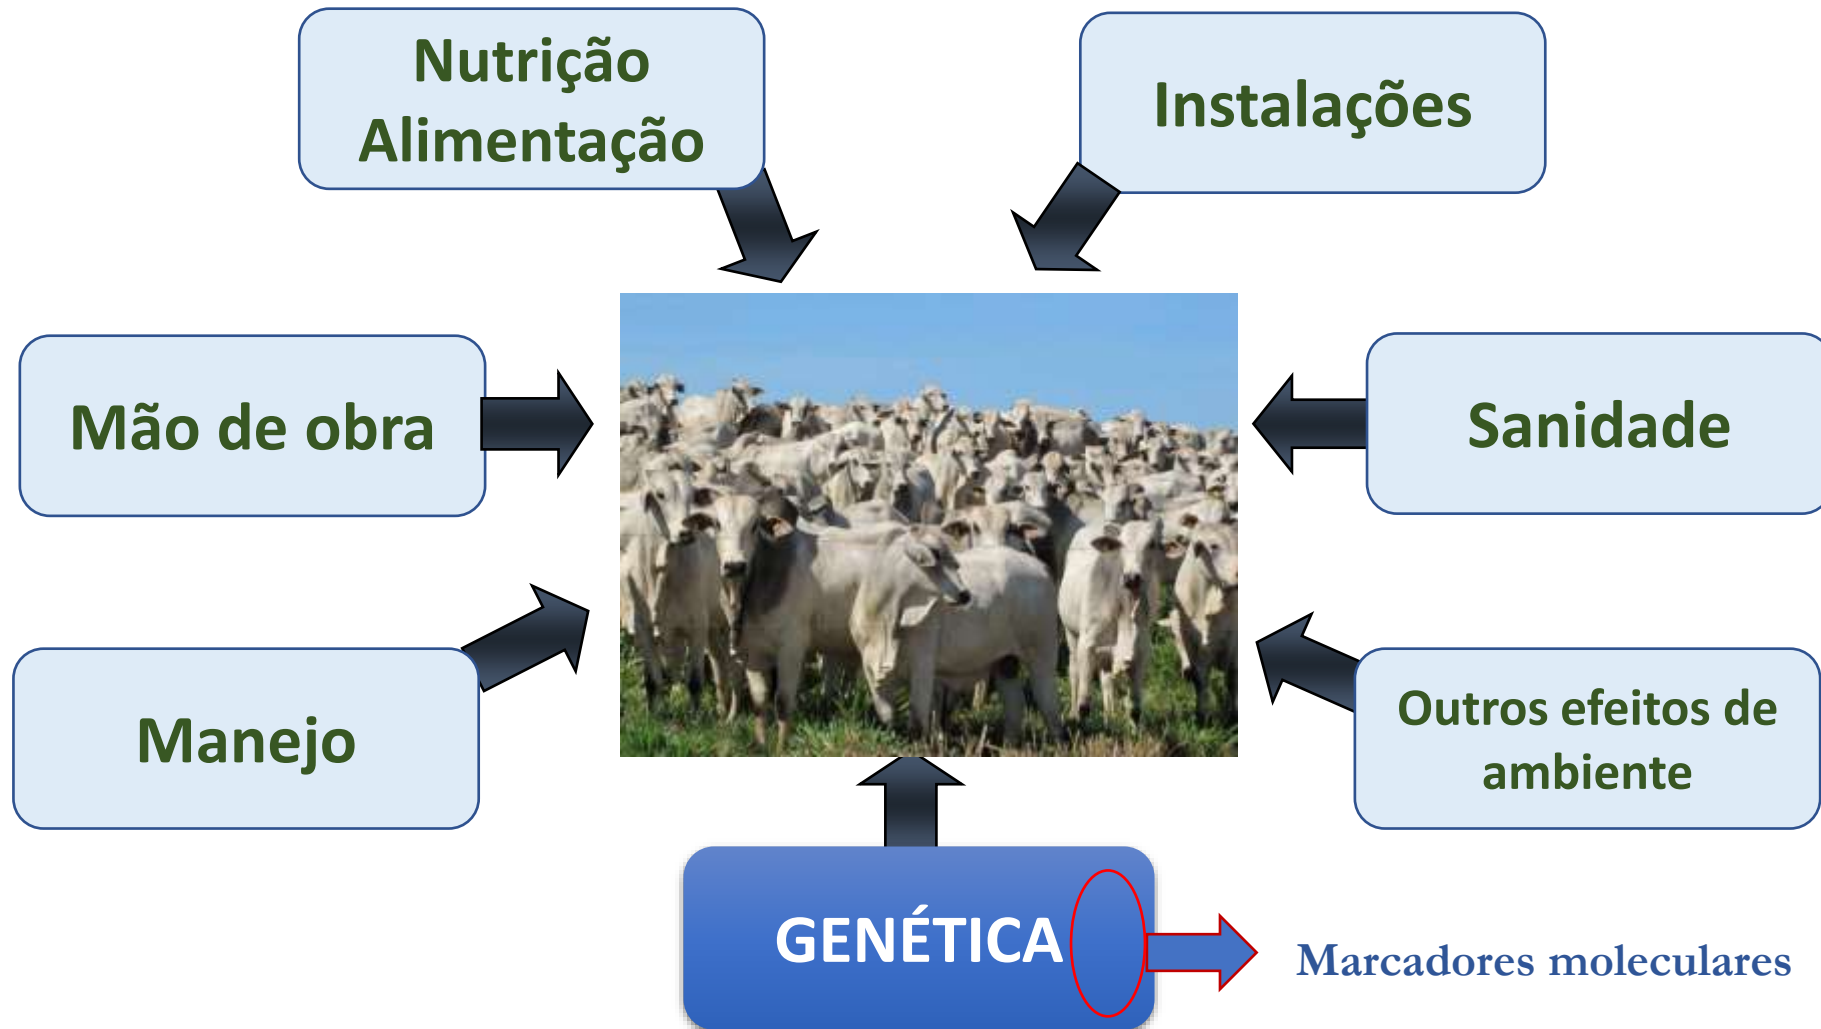 Nutrição
Alimentação
Instalações
Mão de obra
Sanidade
Manejo
Outros efeitos de
ambiente
GENÉTICA
Marcadores moleculares